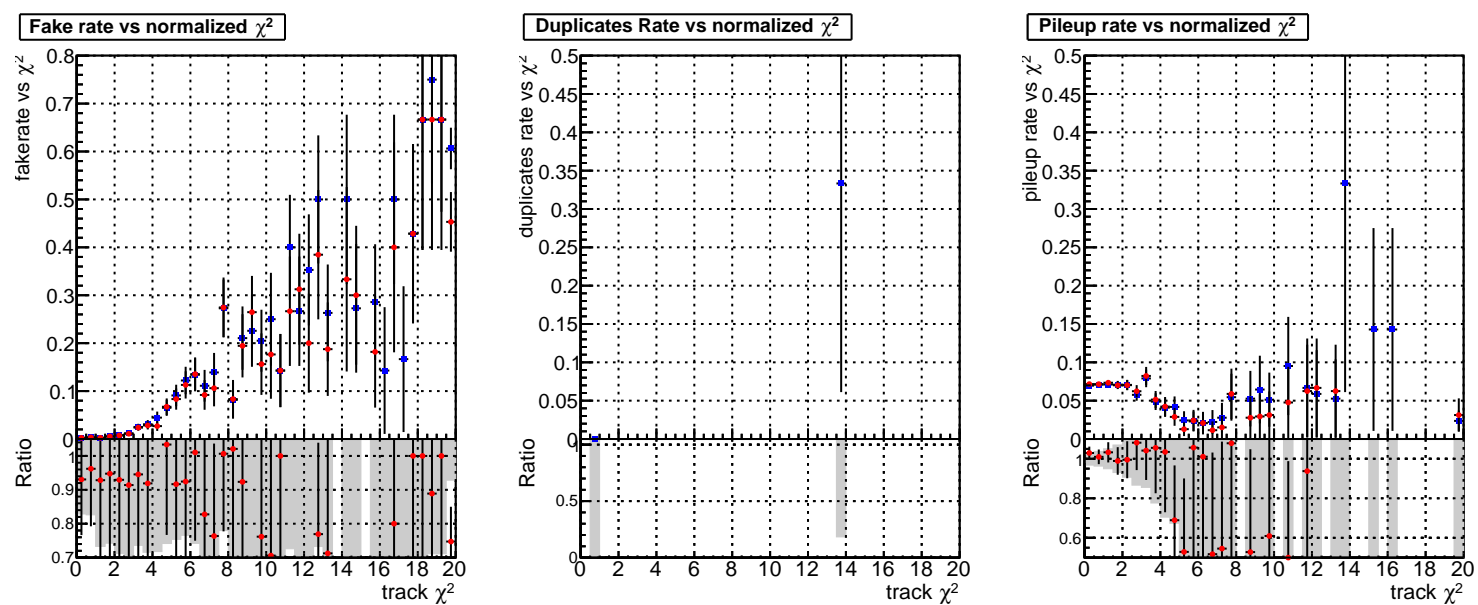 Fake rate vs normalized χ²
fakerate vs χ²
0.8
0.7
0.6
0.5
0.4
0.3
0.2
0.1
0
Ratio
1
0.9
0.8
0.7
0 2 4 6 8 10 12 14 16 18 20
track χ²
Duplicates Rate vs normalized χ²
duplicates rate vs χ²
0.5
0.45
0.4
0.35
0.3
0.25
0.2
0.15
0.1
0.05
0
Ratio
1
0.5
0
0 2 4 6 8 10 12 14 16 18 20
track χ²
Pileup rate vs normalized χ²
pileup rate vs χ²
0.5
0.45
0.4
0.35
0.3
0.25
0.2
0.15
0.1
0.05
0
Ratio
1
0.8
0.6
0 2 4 6 8 10 12 14 16 18 20
track χ²